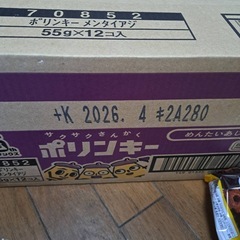 70852
ポリンキー メンタイアジ
55g×12コ入
+K 2026. 4 キ2A280
サクサクさんかく
ポリンキー
めんたいあじ
0852